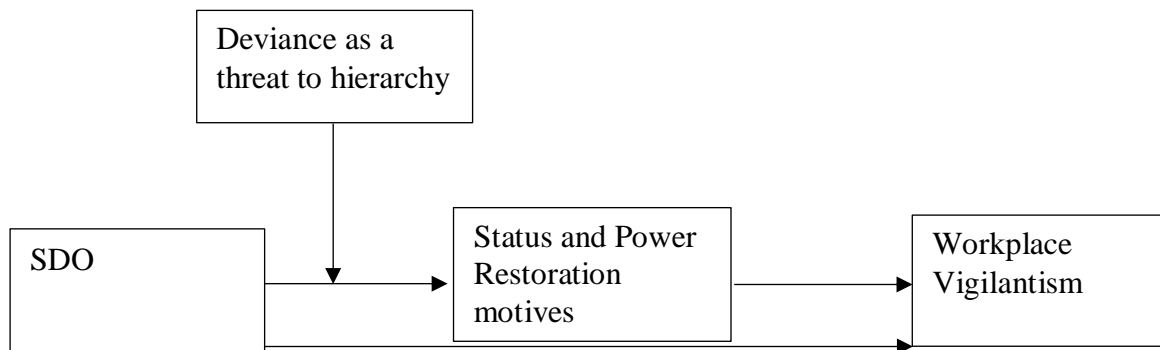 Deviance as a
threat to hierarchy
SDO
Status and Power
Restoration
motives
Workplace
Vigilantism